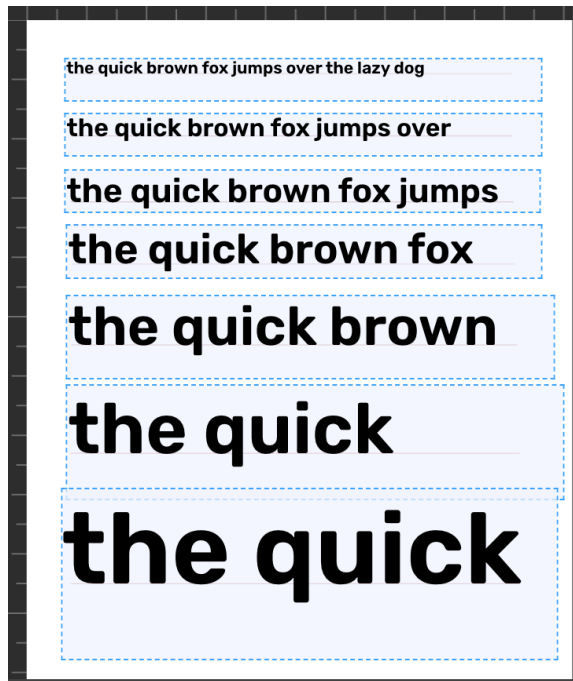 the quick brown fox jumps over the lazy dog
the quick brown fox jumps over
the quick brown fox jumps
the quick brown fox
the quick brown
the quick
the quick